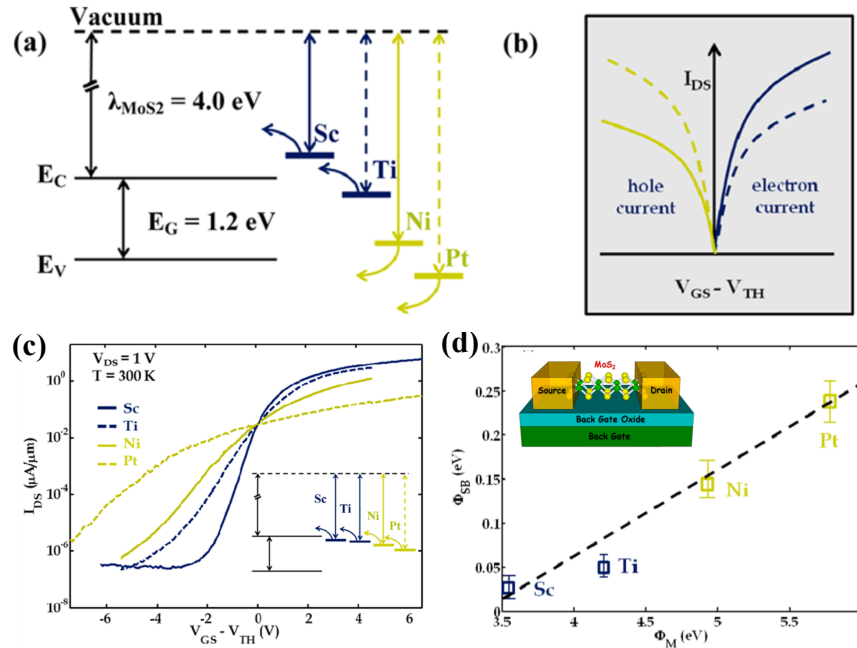 (a)
Vacuum
λMoS2 = 4.0 eV
Sc
Ti
EC
EG = 1.2 eV
Ni
EV
Pt
(b)
IDS
hole
current
electron
current
VGS - VTH
(c)
VDS = 1 V
T = 300 K
Sc
Ti
Ni
Pt
IDS (μA/μm)
10^0
10^-2
10^-4
10^-6
10^-8
Sc
Ti
Ni
Pt
-6 -4 -2 0 2 4 6
VGS - VTH (V)
(d)
0.3
0.25
0.2
0.15
0.1
0.05
0
ΦSB (eV)
MoS2
Source
Drain
Back Gate Oxide
Back Gate
Pt
Ni
Ti
Sc
3.5 4 4.5 5 5.5
ΦM (eV)